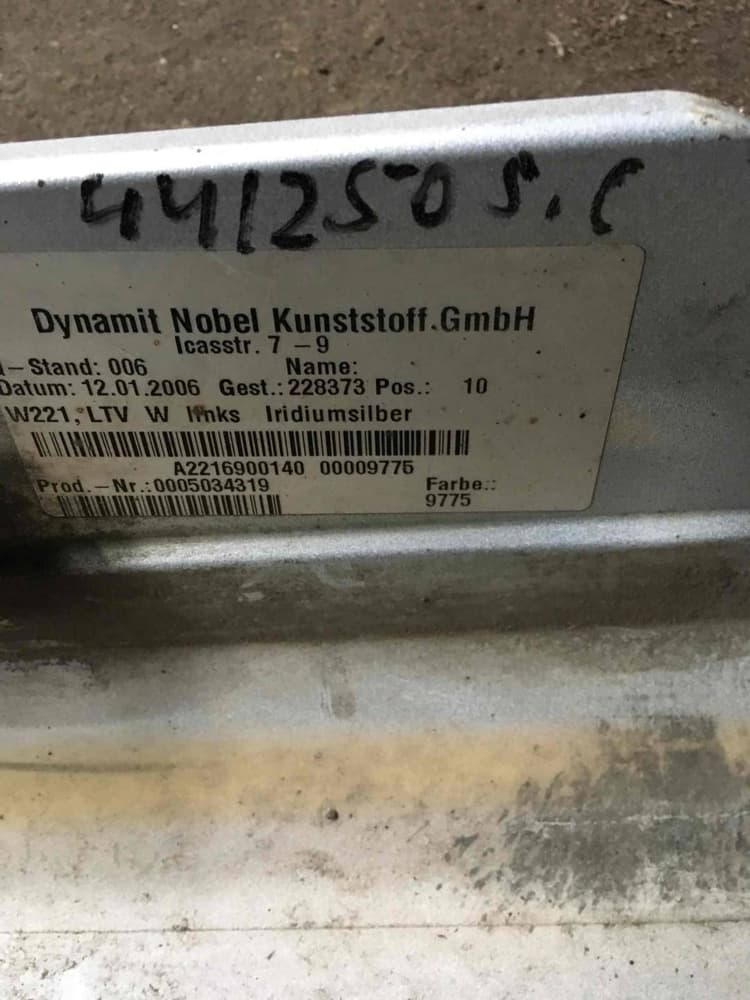 441250 S.C
Dynamit Nobel Kunststoff GmbH
Icasstr. 7-9
-Stand: 006 Name:
Datum: 12.01.2006 Gest.: 228373 Pos.: 10
W221, LTV W links Iridiumsilber
A2216900140 00009775
Prod.-Nr.:0005034319 Farbe.:
9775